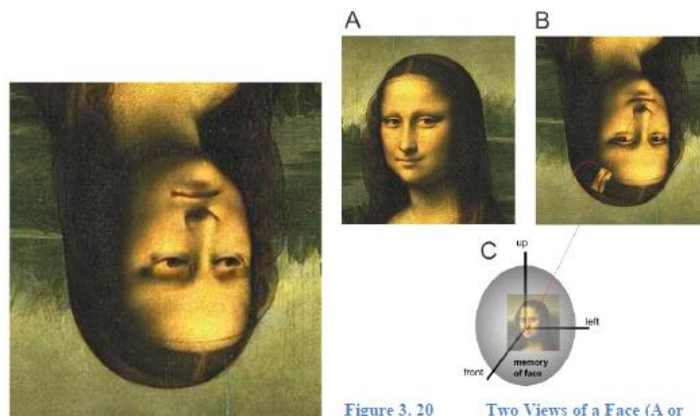 A
B
C
up
left
front
memory
of face
Figure 3. 20 Two Views of a Face (A or